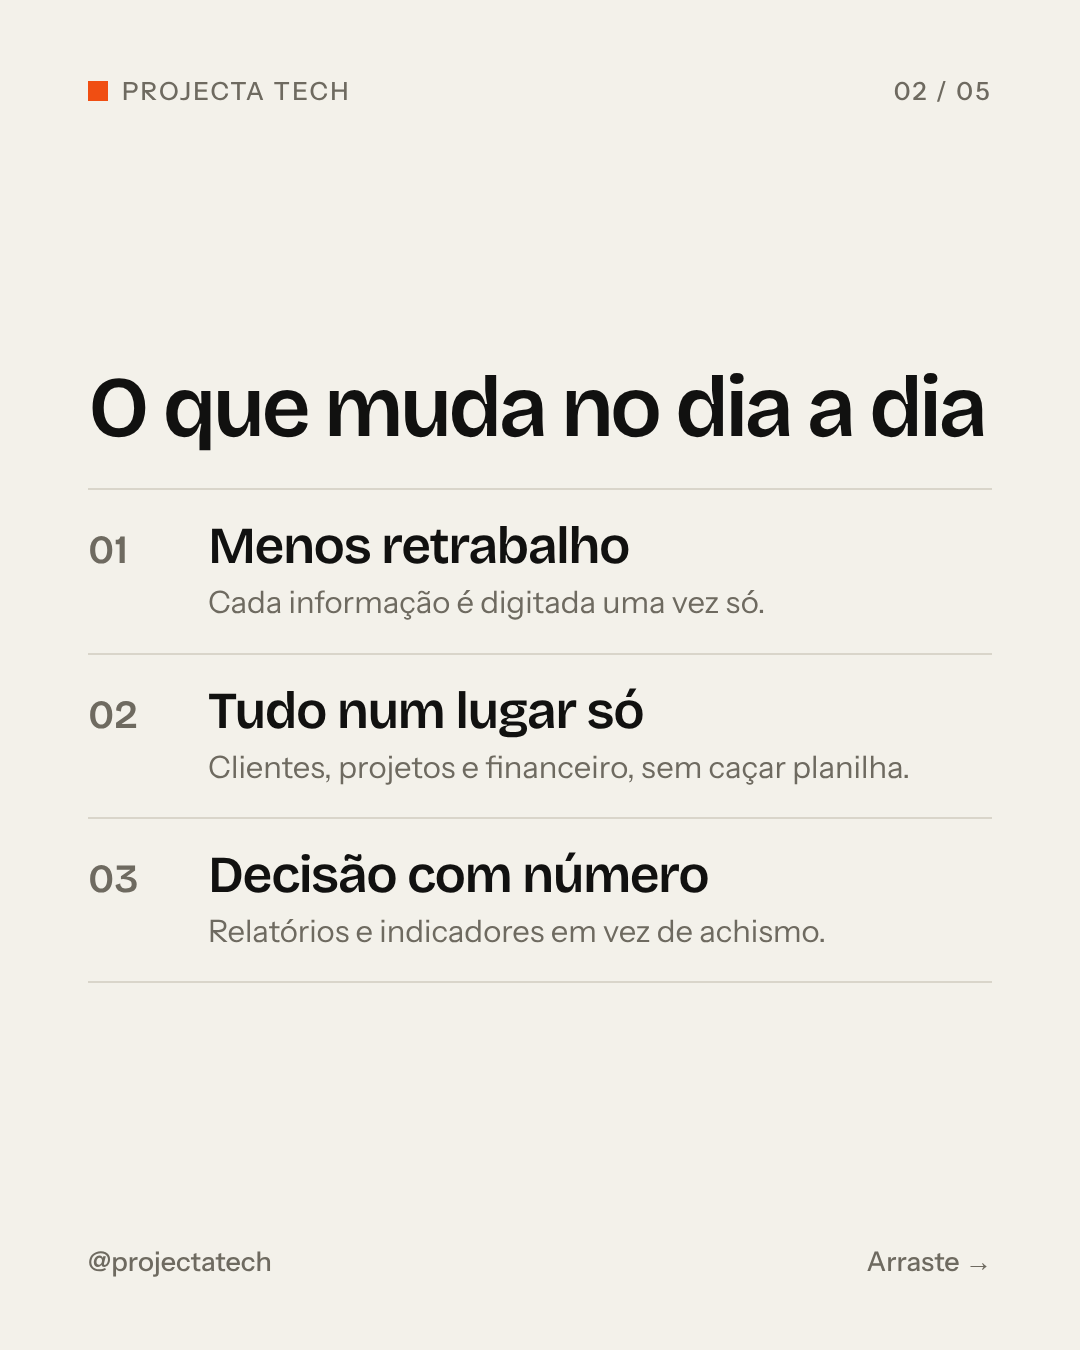 PROJECTA TECH
02 / 05
O que muda no dia a dia
01
Menos retrabalho
Cada informação é digitada uma vez só.
02
Tudo num lugar só
Clientes, projetos e financeiro, sem caçar planilha.
03
Decisão com número
Relatórios e indicadores em vez de achismo.
@projectatech
Arraste →